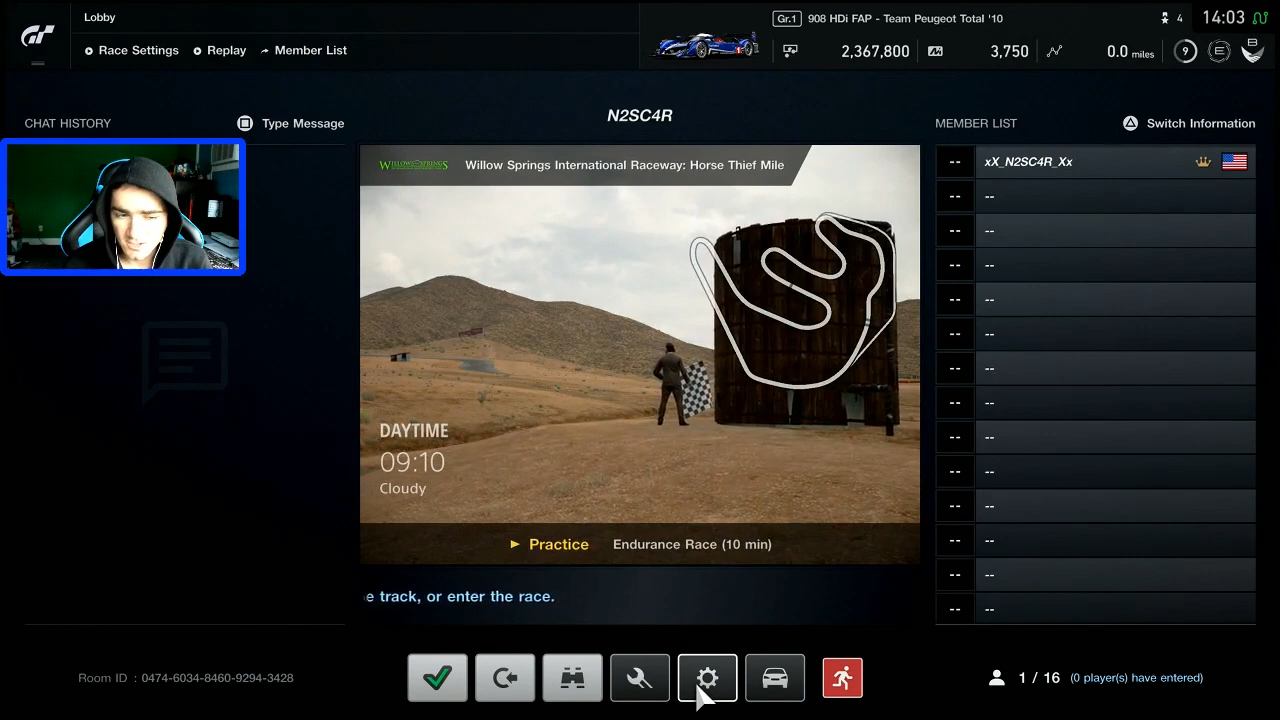 Lobby
Race Settings
Replay
Member List
Gr.1 908 HDi FAP - Team Peugeot Total '10
4
14:03
2,367,800
3,750
0.0 miles
9
E
B
CHAT HISTORY
Type Message
N2SC4R
MEMBER LIST
Switch Information
WILLOW SPRINGS
Willow Springs International Raceway: Horse Thief Mile
-- xX_N2SC4R_Xx
-- --
-- --
-- --
-- --
-- --
-- --
-- --
-- --
-- --
-- --
-- --
-- --
-- --
DAYTIME
09:10
Cloudy
Practice Endurance Race (10 min)
e track, or enter the race.
Room ID : 0474-6034-8460-9294-3428
1 / 16 (0 player(s) have entered)